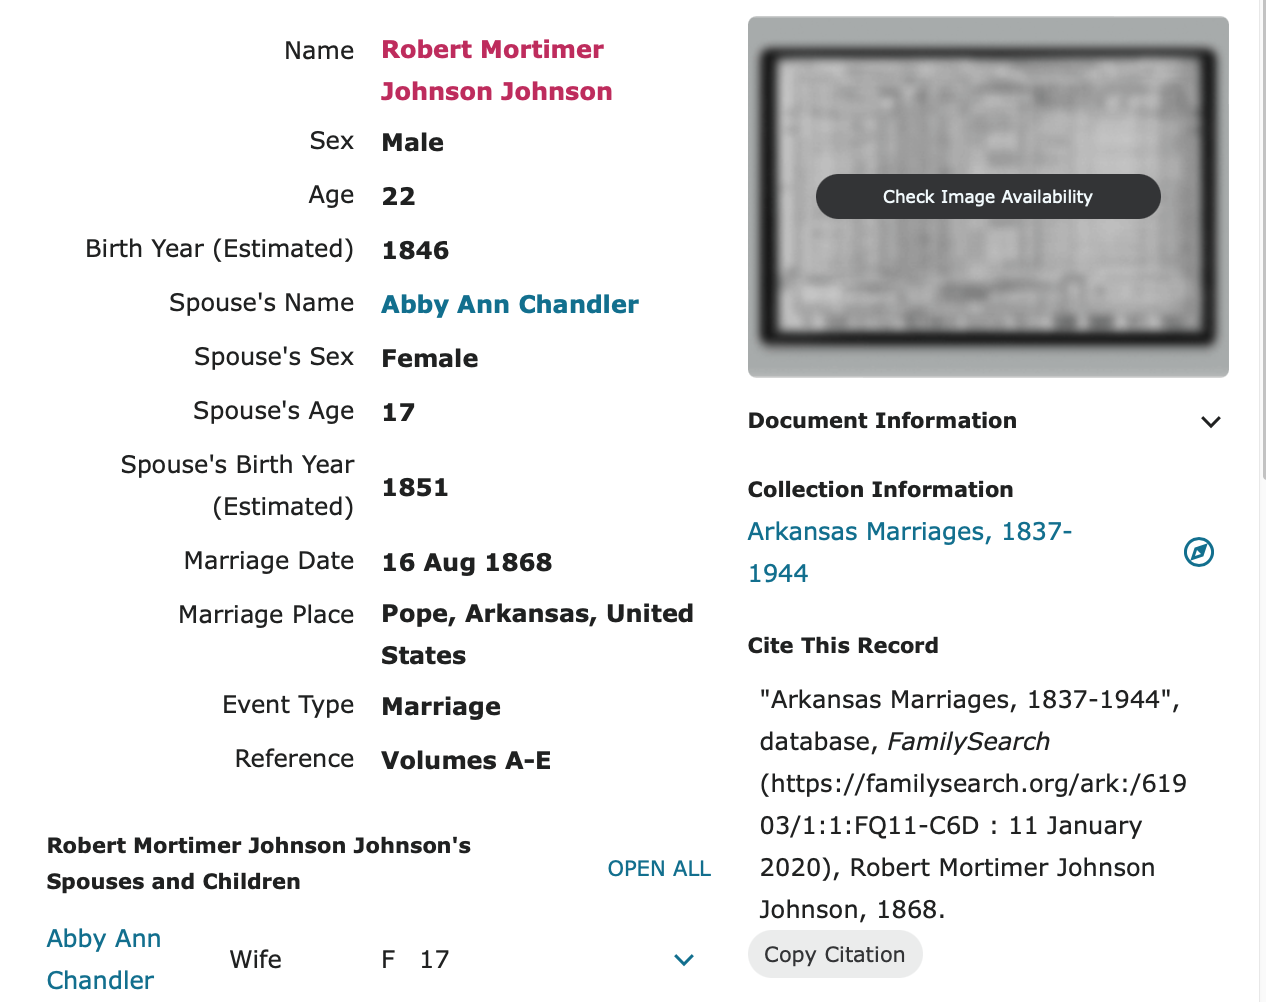 Name Robert Mortimer
Johnson Johnson
Sex Male
Age 22
Birth Year (Estimated) 1846
Spouse's Name Abby Ann Chandler
Spouse's Sex Female
Spouse's Age 17
Spouse's Birth Year
(Estimated) 1851
Marriage Date 16 Aug 1868
Marriage Place Pope, Arkansas, United
States
Event Type Marriage
Reference Volumes A-E
Robert Mortimer Johnson Johnson's
Spouses and Children
OPEN ALL
Abby Ann
Chandler
Wife F 17
Check Image Availability
Document Information
Collection Information
Arkansas Marriages, 1837-
1944
Cite This Record
"Arkansas Marriages, 1837-1944",
database, FamilySearch
(https://familysearch.org/ark:/619
03/1:1:FQ11-C6D : 11 January
2020), Robert Mortimer Johnson
Johnson, 1868.
Copy Citation